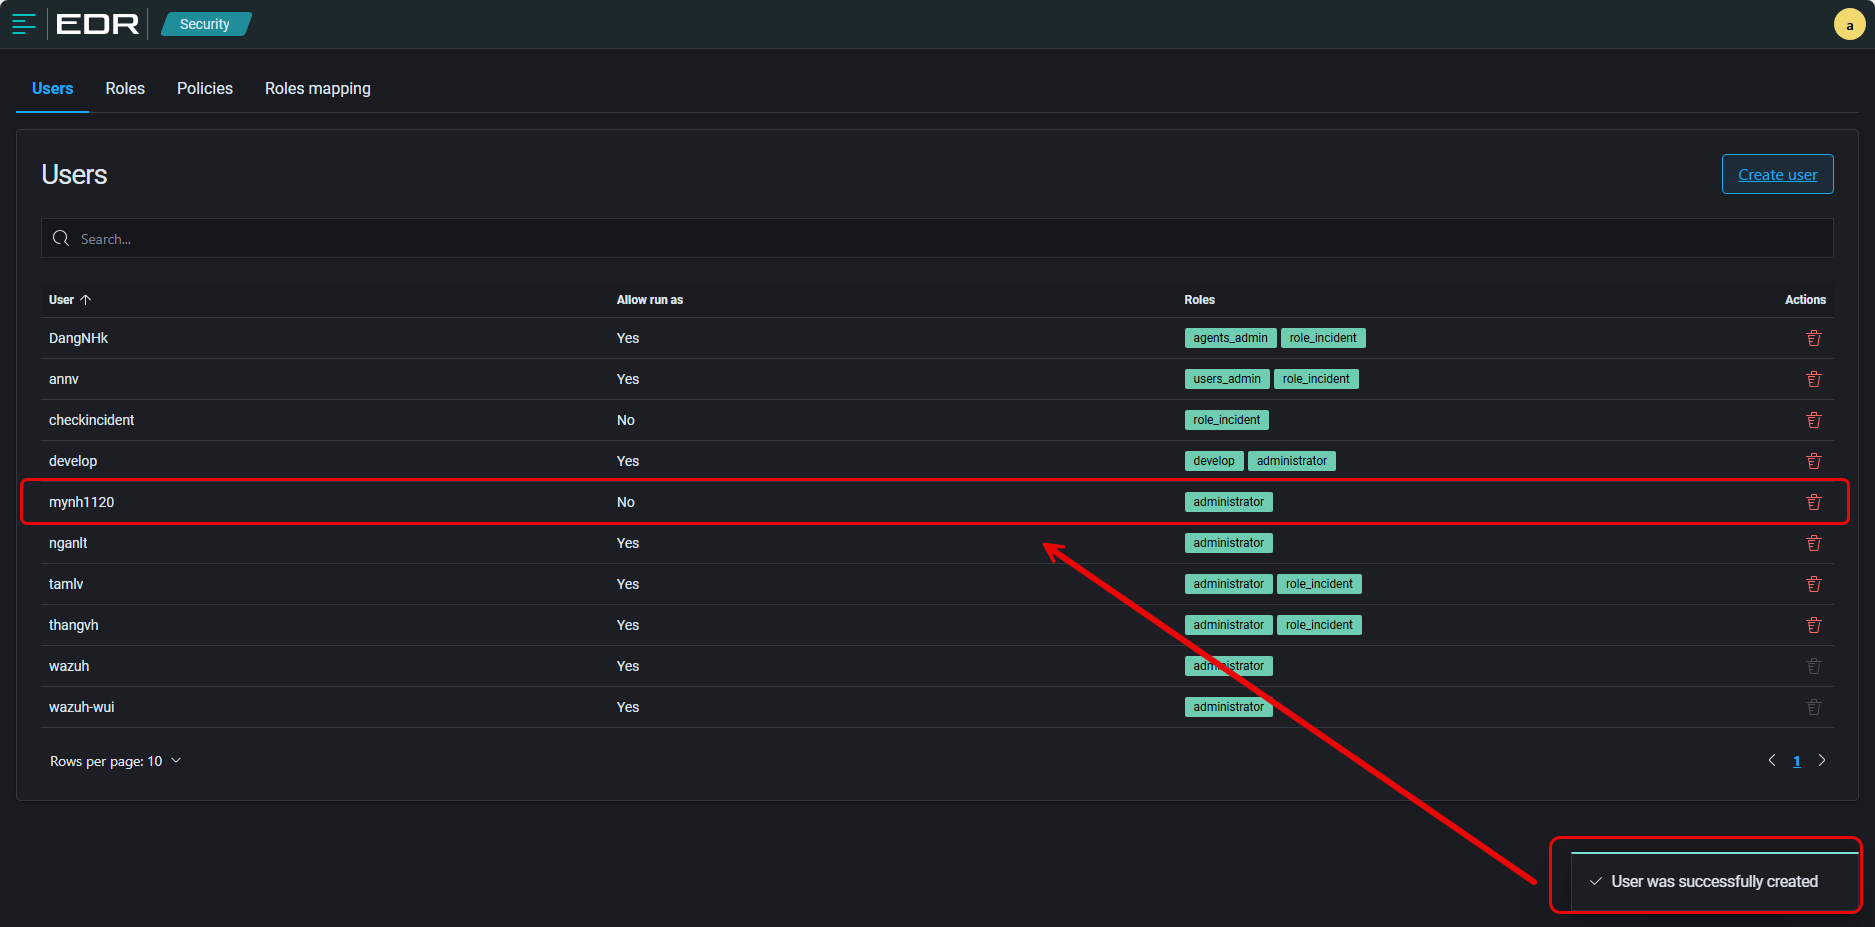 EDR Security a
Users Roles Policies Roles mapping
Users Create user
Search...
User Allow run as Roles Actions
DangNHk Yes agents_admin role_incident
annv Yes users_admin role_incident
checkincident No role_incident
develop Yes develop administrator
mynh1120 No administrator
nganlt Yes administrator
tamlv Yes administrator role_incident
thangvh Yes administrator role_incident
wazuh Yes administrator
wazuh-wui Yes administrator
Rows per page: 10 1
User was successfully created